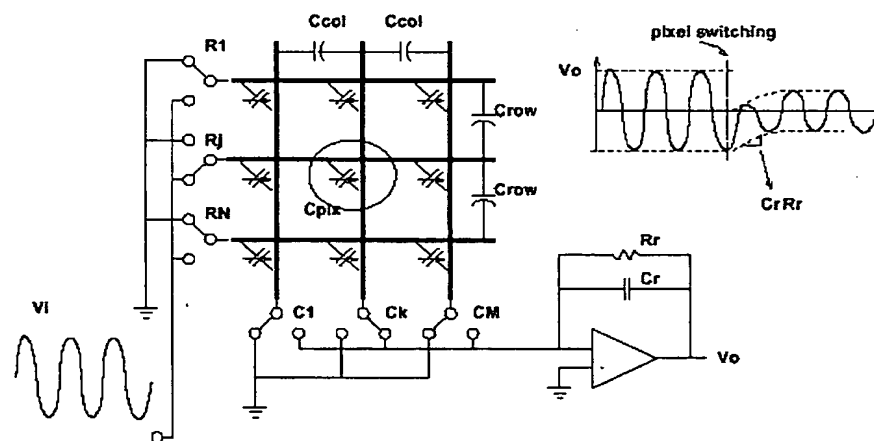 Ccol Ccol
pixel switching
R1
Vo
Crow
Rj
Crow
Cpix
CrRr
RN
Rr
Cr
Vi
C1 Ck CM
Vo